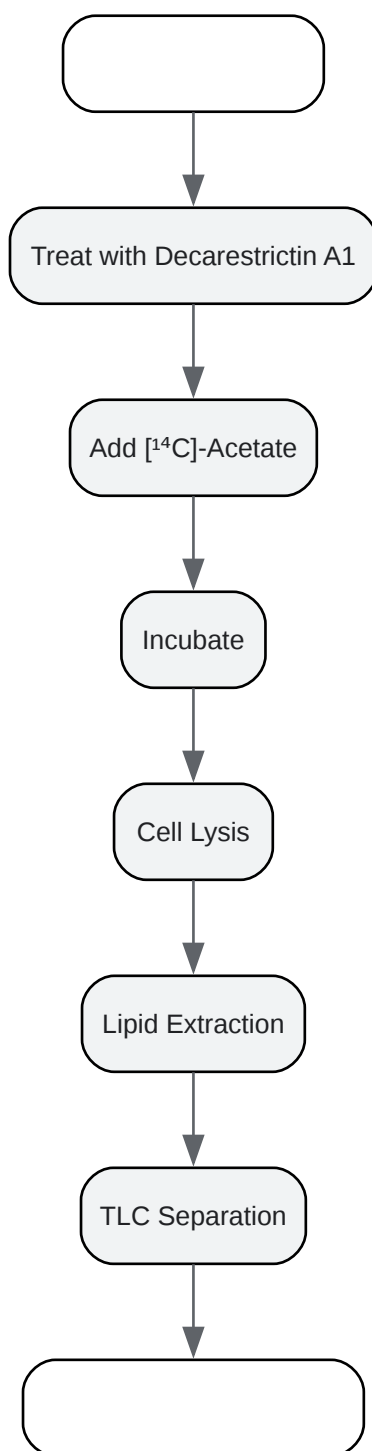 Treat with Decarestrictin A1
Add [¹⁴C]-Acetate
Incubate
Cell Lysis
Lipid Extraction
TLC Separation